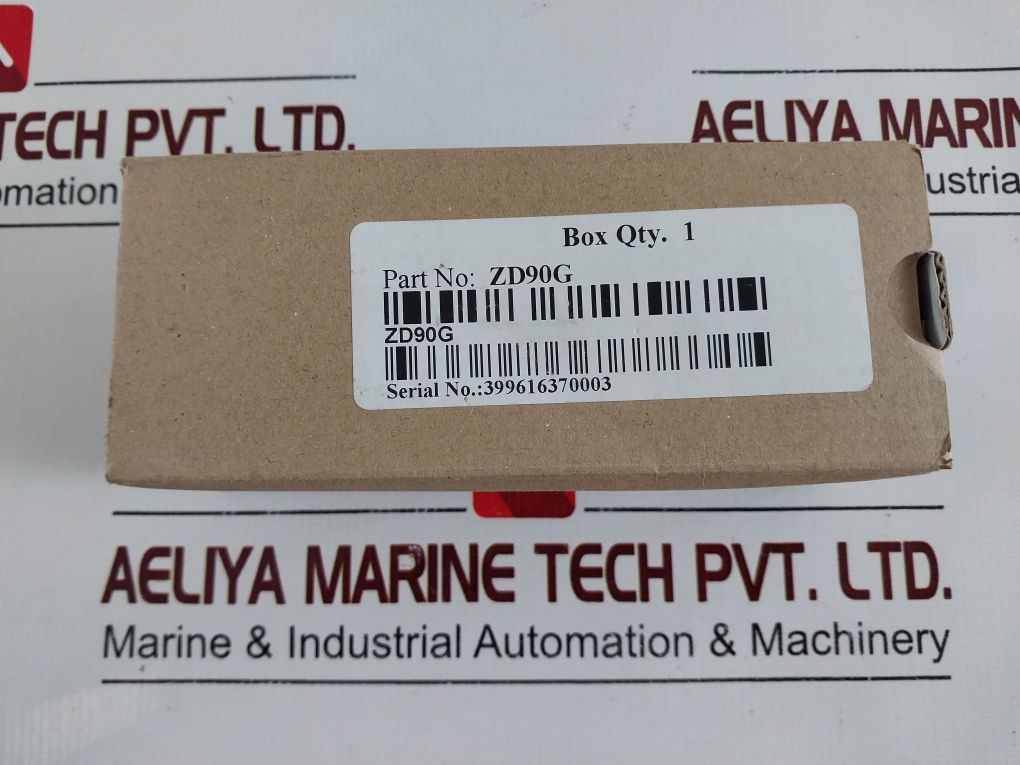 TECH PVT. LTD.
AELIYA MARIN
omation
ustria
Box Qty. 1
Part No: ZD90G
ZD90G
Serial No.:399616370003
AELIYA MARINE TECH PVT. LTD.
Marine & Industrial Automation & Machinery